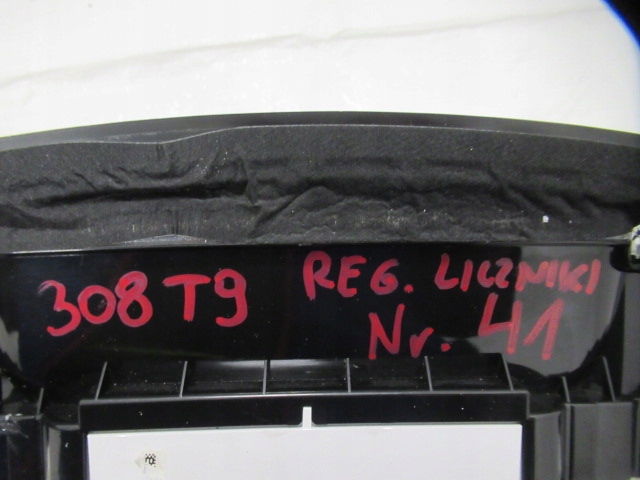 308 T9 REG. LICZNIKI
Nr. 41